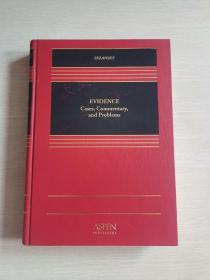 SKLANSKY
EVIDENCE
Cases, Commentary,
and Problems
ASPEN
PUBLISHERS